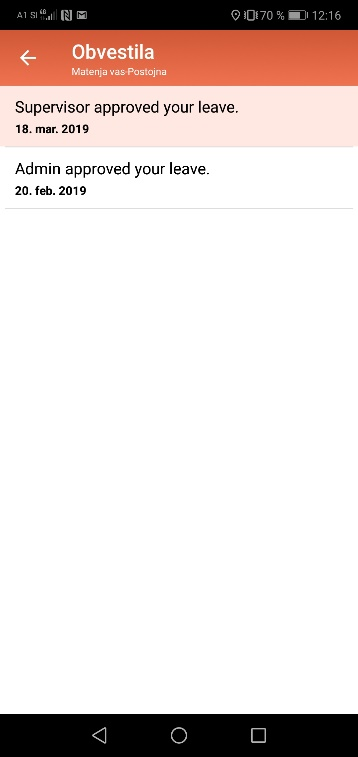 A1 SI 70 % 12:16
Obvestila
Matenja vas-Postojna
Supervisor approved your leave.
18. mar. 2019
Admin approved your leave.
20. feb. 2019